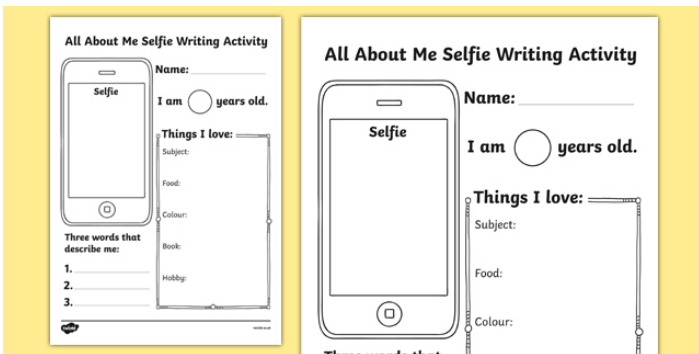 All About Me Selfie Writing Activity
Name:
Selfie
I am years old.
Things I love:
Subject:
Food:
Colour:
Book:
Hobby:
Three words that
describe me:
1.
2.
3.
twinkl
All About Me Selfie Writing Activity
Name:
Selfie
I am years old.
Things I love:
Subject:
Food:
Colour:
Three words that